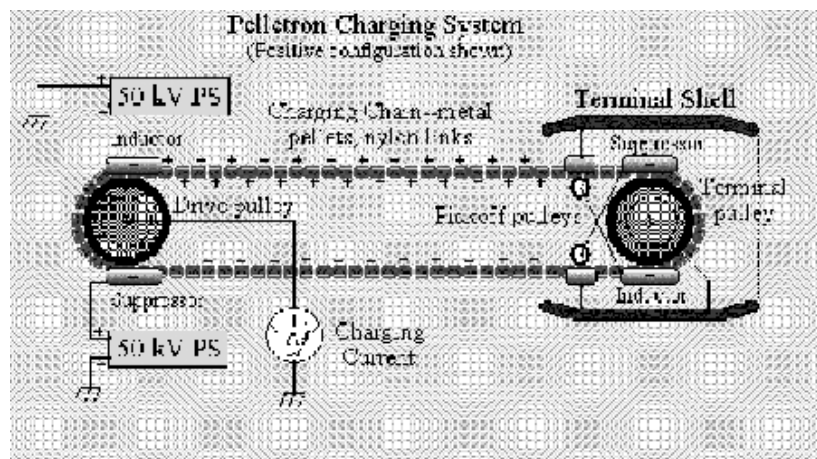 Pelletron Charging System
(Positive configuration shown)
50 kV PS
Charging Chain--metal
pellets, nylon links
Terminal Shell
Inductor
Suppressor
Drive pulley
Pickoff pulleys
Terminal
pulley
Suppressor
Inductor
50 kV PS
Charging
Current